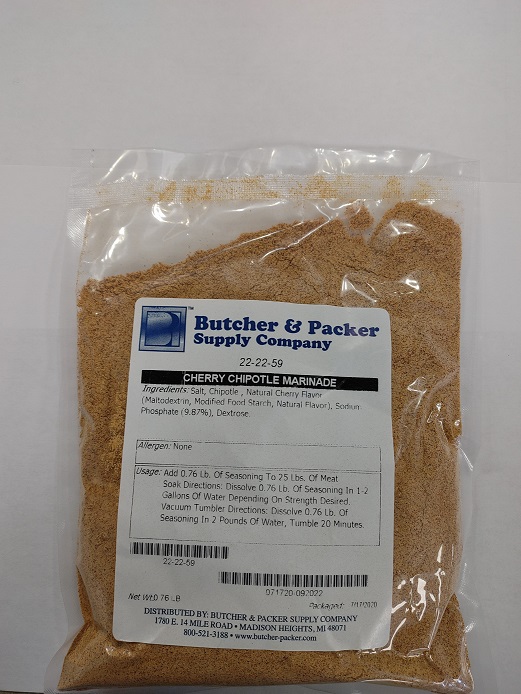 Butcher & Packer
Supply Company
™
22-22-59
CHERRY CHIPOTLE MARINADE
Ingredients: Salt, Chipotle , Natural Cherry Flavor
(Maltodextrin, Modified Food Starch, Natural Flavor), Sodium
Phosphate (9.87%), Dextrose.
Allergen: None
Usage: Add 0.76 Lb. Of Seasoning To 25 Lbs. Of Meat
Soak Directions: Dissolve 0.76 Lb. Of Seasoning In 1-2
Gallons Of Water Depending On Strength Desired.
Vacuum Tumbler Directions: Dissolve 0.76 Lb. Of
Seasoning In 2 Pounds Of Water, Tumble 20 Minutes.
22-22-59
071720-092022
Net Wt: 0.76 LB
Packaged: 7/17/2020
DISTRIBUTED BY: BUTCHER & PACKER SUPPLY COMPANY
1780 E. 14 MILE ROAD • MADISON HEIGHTS, MI 48071
800-521-3188 • www.butcher-packer.com